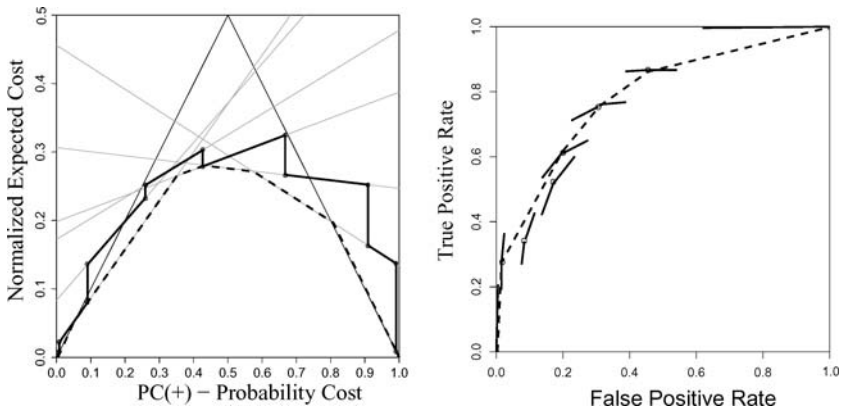 Normalized Expected Cost
0.0 0.1 0.2 0.3 0.4 0.5
0.0 0.1 0.2 0.3 0.4 0.5 0.6 0.7 0.8 0.9 1.0
PC(+) − Probability Cost
True Positive Rate
0.0 0.2 0.4 0.6 0.8 1.0
0.0 0.2 0.4 0.6 0.8 1.0
False Positive Rate